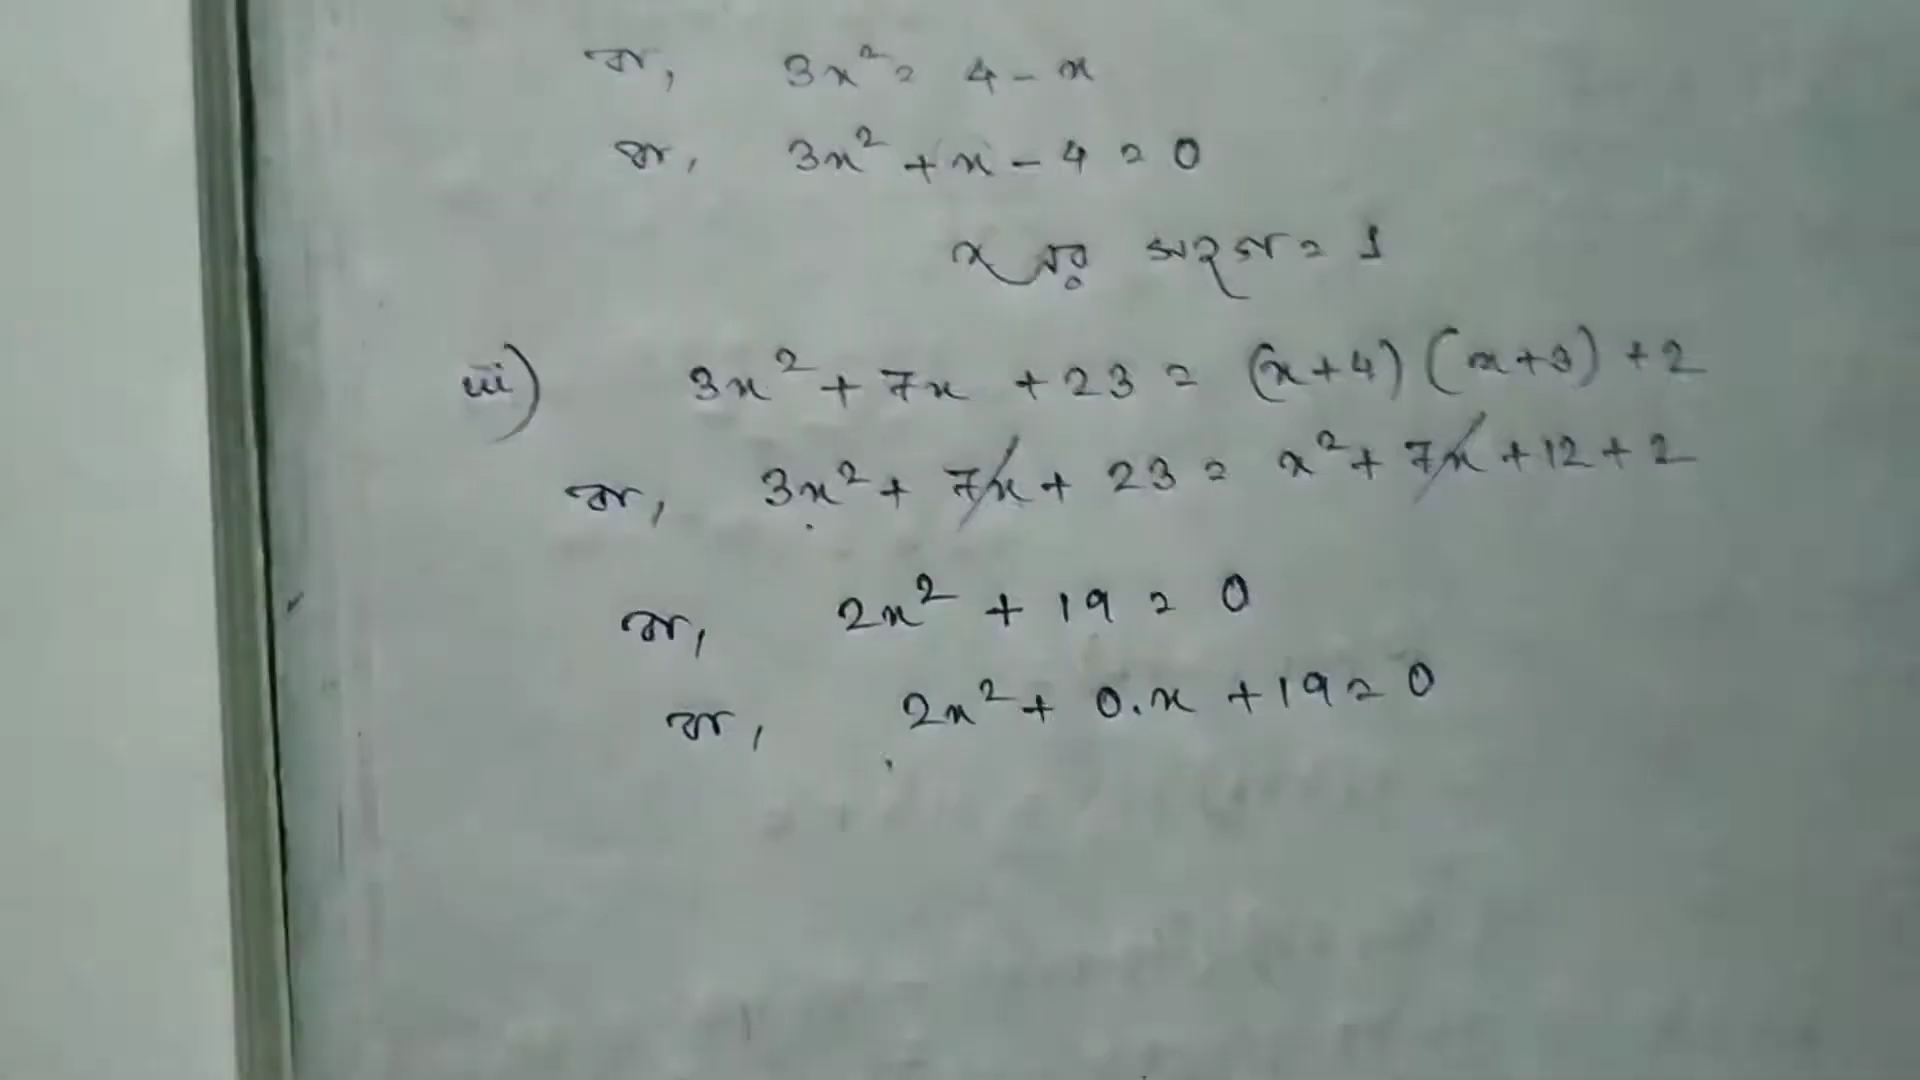 বা, 3x² = 4 - x
বা, 3x² + x - 4 = 0
x এর সহগ = 1
iii) 3x² + 7x + 23 = (x+4) (x+3) + 2
বা, 3x² + 7x + 23 = x² + 7x + 12 + 2
বা, 2x² + 19 = 0
বা, 2x² + 0.x + 19 = 0